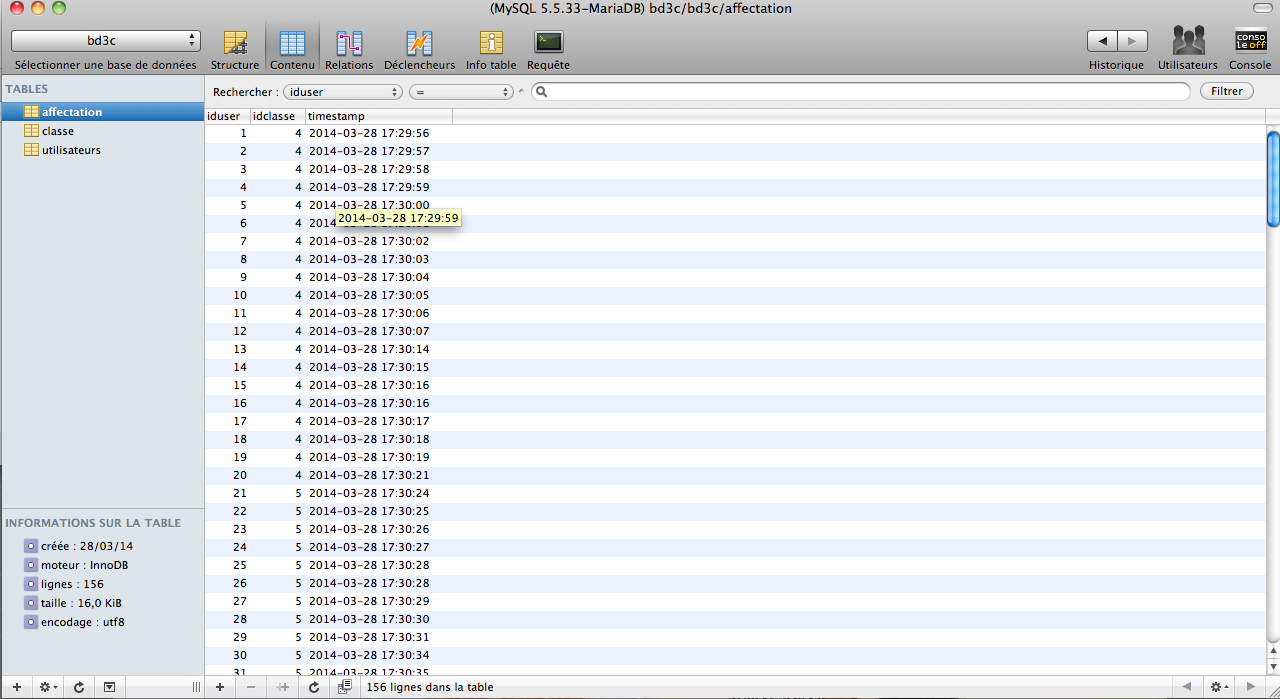 (MySQL 5.5.33-MariaDB) bd3c/bd3c/affectation
bd3c
Sélectionner une base de données
Structure
Contenu
Relations
Déclencheurs
Info table
Requête
Historique
Utilisateurs
conso
le off
Console
TABLES
affectation
classe
utilisateurs
Rechercher : iduser = Filtrer
iduser idclasse timestamp
1 4 2014-03-28 17:29:56
2 4 2014-03-28 17:29:57
3 4 2014-03-28 17:29:58
4 4 2014-03-28 17:29:59
5 4 2014-03-28 17:30:00
2014-03-28 17:29:59
6 4 2014
7 4 2014-03-28 17:30:02
8 4 2014-03-28 17:30:03
9 4 2014-03-28 17:30:04
10 4 2014-03-28 17:30:05
11 4 2014-03-28 17:30:06
12 4 2014-03-28 17:30:07
13 4 2014-03-28 17:30:14
14 4 2014-03-28 17:30:15
15 4 2014-03-28 17:30:16
16 4 2014-03-28 17:30:16
17 4 2014-03-28 17:30:17
18 4 2014-03-28 17:30:18
19 4 2014-03-28 17:30:19
20 4 2014-03-28 17:30:21
21 5 2014-03-28 17:30:24
22 5 2014-03-28 17:30:25
23 5 2014-03-28 17:30:26
24 5 2014-03-28 17:30:27
25 5 2014-03-28 17:30:28
26 5 2014-03-28 17:30:28
27 5 2014-03-28 17:30:29
28 5 2014-03-28 17:30:30
29 5 2014-03-28 17:30:31
30 5 2014-03-28 17:30:34
31 5 2014-03-28 17:30:35
INFORMATIONS SUR LA TABLE
créée : 28/03/14
moteur : InnoDB
lignes : 156
taille : 16,0 KiB
encodage : utf8
156 lignes dans la table